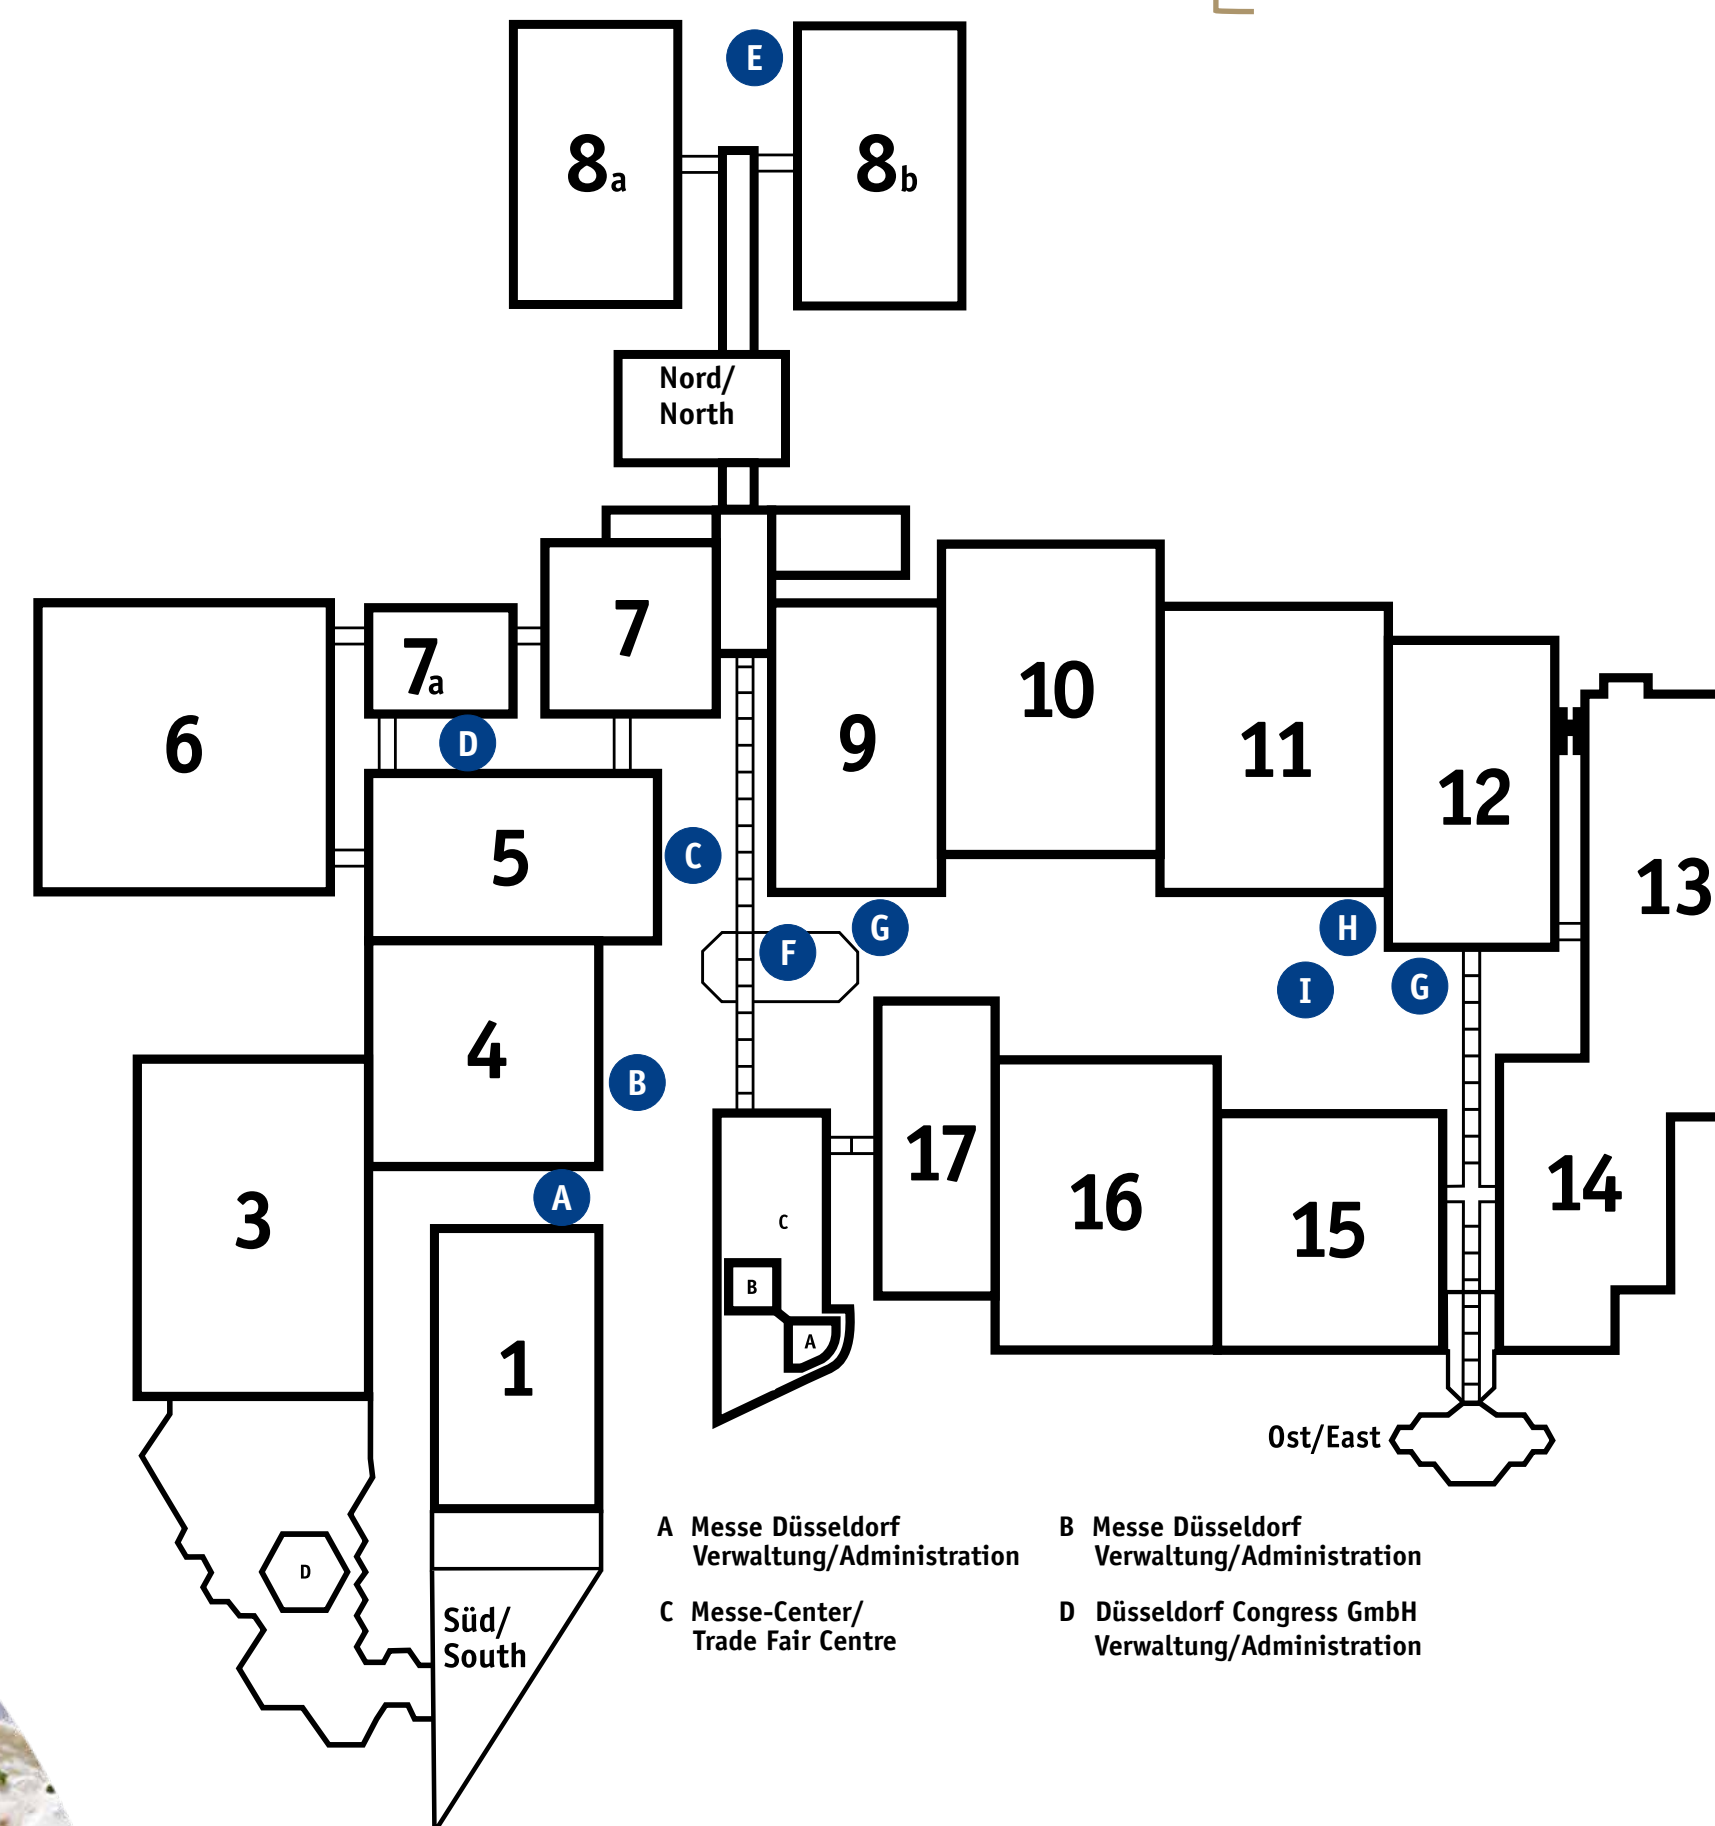 E
8a
8b
Nord/
North
7
7a
6
D
5
C
9
10
11
12
13
F
G
H
I
G
4
B
3
A
17
16
15
14
C
B
A
1
Ost/East
D
Süd/
South
A Messe Düsseldorf
Verwaltung/Administration
B Messe Düsseldorf
Verwaltung/Administration
C Messe-Center/
Trade Fair Centre
D Düsseldorf Congress GmbH
Verwaltung/Administration